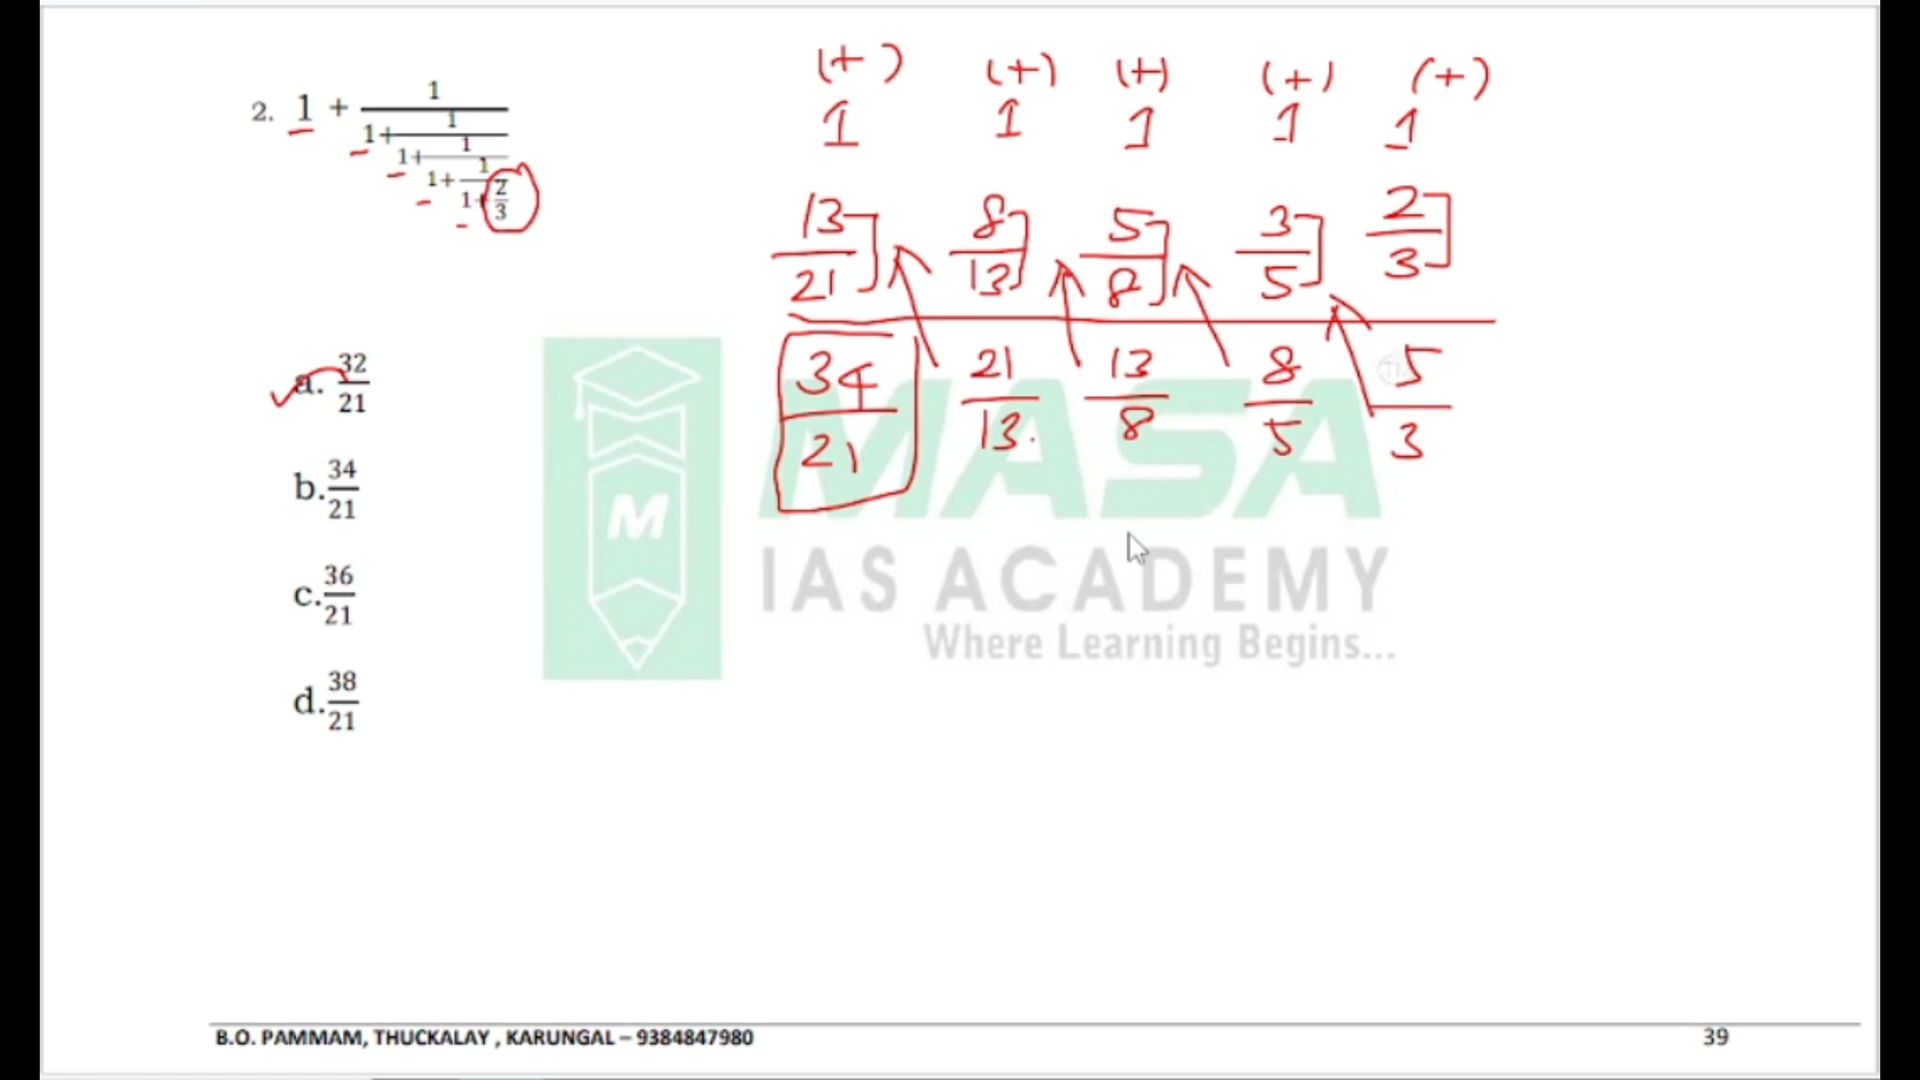 2. 1 + 1
1+ 1
1+ 1
1+ 1
1+ 2/3
a. 32/21
b. 34/21
c. 36/21
d. 38/21
(+) (+) (+) (+) (+)
1 1 1 1 1
13/21 8/13 5/8 3/5 2/3
34/21 21/13 13/8 8/5 5/3
M
MASA
IAS ACADEMY
Where Learning Begins...
B.O. PAMMAM, THUCKALAY , KARUNGAL – 9384847980
39